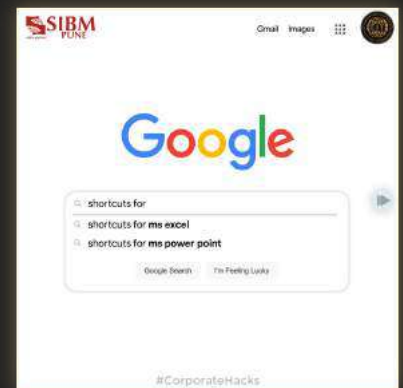 SIBM
PUNE
Gmail Images
Google
shortcuts for
shortcuts for ms excel
shortcuts for ms power point
Google Search I'm Feeling Lucky
#CorporateHacks